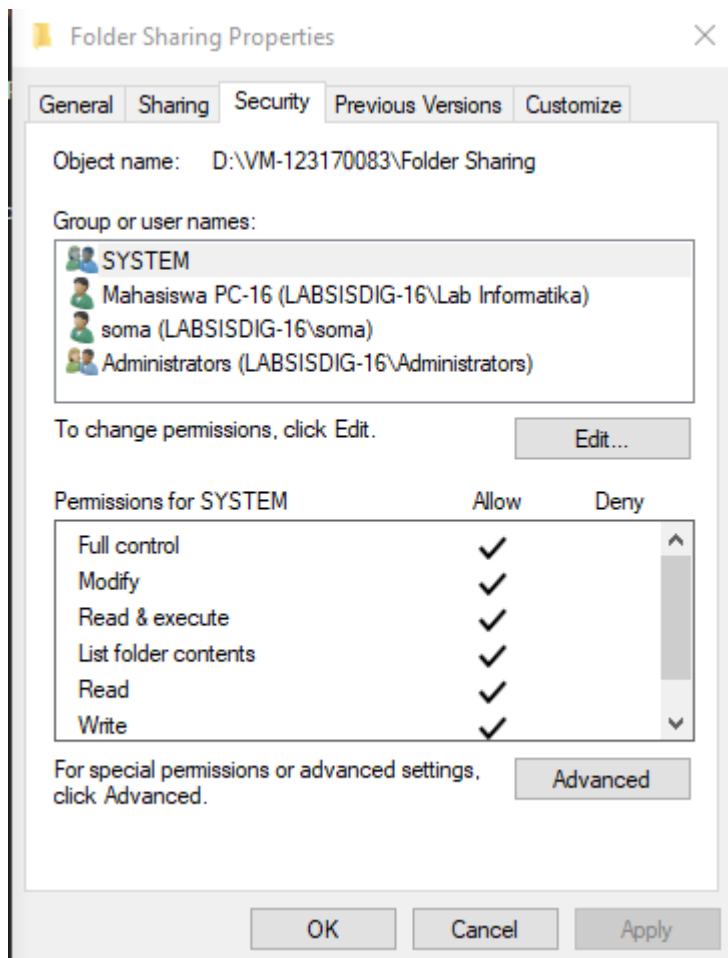 Folder Sharing Properties
General Sharing Security Previous Versions Customize
Object name: D:\VM-123170083\Folder Sharing
Group or user names:
SYSTEM
Mahasiswa PC-16 (LABSISDIG-16\Lab Informatika)
soma (LABSISDIG-16\soma)
Administrators (LABSISDIG-16\Administrators)
To change permissions, click Edit.
Edit...
Permissions for SYSTEM Allow Deny
Full control
Modify
Read & execute
List folder contents
Read
Write
For special permissions or advanced settings,
click Advanced.
Advanced
OK Cancel Apply